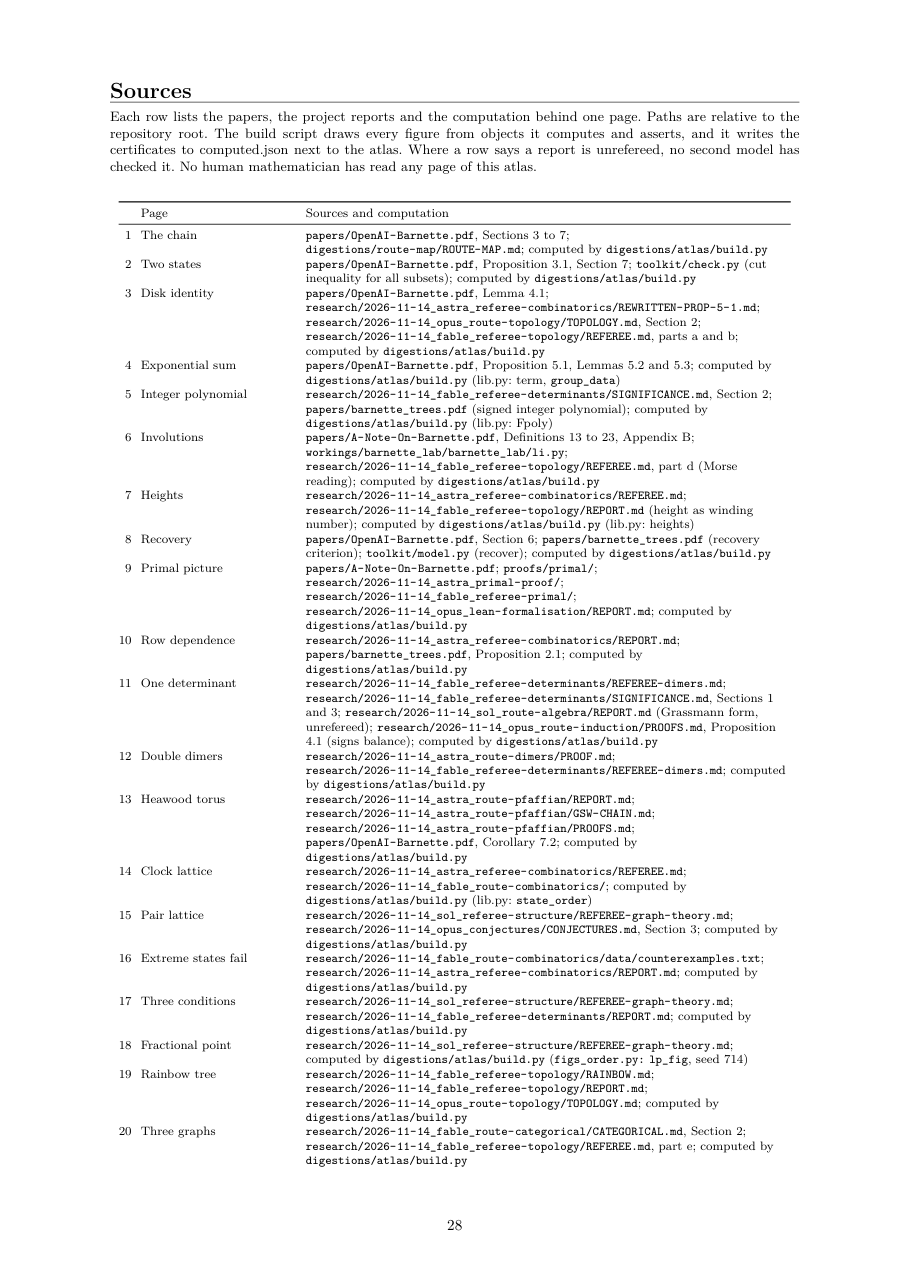 Sources
Each row lists the papers, the project reports and the computation behind one page. Paths are relative to the
repository root. The build script draws every figure from objects it computes and asserts, and it writes the
certificates to computed.json next to the atlas. Where a row says a report is unrefereed, no second model has
checked it. No human mathematician has read any page of this atlas.
Page Sources and computation
1 The chain papers/OpenAI-Barnette.pdf, Sections 3 to 7;
digestions/route-map/ROUTE-MAP.md; computed by digestions/atlas/build.py
2 Two states papers/OpenAI-Barnette.pdf, Proposition 3.1, Section 7; toolkit/check.py (cut
inequality for all subsets); computed by digestions/atlas/build.py
3 Disk identity papers/OpenAI-Barnette.pdf, Lemma 4.1;
research/2026-11-14_astra_referee-combinatorics/REWRITTEN-PROP-5-1.md;
research/2026-11-14_opus_route-topology/TOPOLOGY.md, Section 2;
research/2026-11-14_fable_referee-topology/REFEREE.md, parts a and b;
computed by digestions/atlas/build.py
4 Exponential sum papers/OpenAI-Barnette.pdf, Proposition 5.1, Lemmas 5.2 and 5.3; computed by
digestions/atlas/build.py (lib.py: term, group_data)
5 Integer polynomial research/2026-11-14_fable_referee-determinants/SIGNIFICANCE.md, Section 2;
papers/barnette_trees.pdf (signed integer polynomial); computed by
digestions/atlas/build.py (lib.py: Fpoly)
6 Involutions papers/A-Note-On-Barnette.pdf, Definitions 13 to 23, Appendix B;
workings/barnette_lab/barnette_lab/li.py;
research/2026-11-14_fable_referee-topology/REFEREE.md, part d (Morse
reading); computed by digestions/atlas/build.py
7 Heights research/2026-11-14_astra_referee-combinatorics/REFEREE.md;
research/2026-11-14_fable_referee-topology/REPORT.md (height as winding
number); computed by digestions/atlas/build.py (lib.py: heights)
8 Recovery papers/OpenAI-Barnette.pdf, Section 6; papers/barnette_trees.pdf (recovery
criterion); toolkit/model.py (recover); computed by digestions/atlas/build.py
9 Primal picture papers/A-Note-On-Barnette.pdf; proofs/primal/;
research/2026-11-14_astra_primal-proof/;
research/2026-11-14_fable_referee-primal/;
research/2026-11-14_opus_lean-formalisation/REPORT.md; computed by
digestions/atlas/build.py
10 Row dependence research/2026-11-14_astra_referee-combinatorics/REPORT.md;
papers/barnette_trees.pdf, Proposition 2.1; computed by
digestions/atlas/build.py
11 One determinant research/2026-11-14_fable_referee-determinants/REFEREE-dimers.md;
research/2026-11-14_fable_referee-determinants/SIGNIFICANCE.md, Sections 1
and 3; research/2026-11-14_sol_route-algebra/REPORT.md (Grassmann form,
unrefereed); research/2026-11-14_opus_route-induction/PROOFS.md, Proposition
4.1 (signs balance); computed by digestions/atlas/build.py
12 Double dimers research/2026-11-14_astra_route-dimers/PROOF.md;
research/2026-11-14_fable_referee-determinants/REFEREE-dimers.md; computed
by digestions/atlas/build.py
13 Heawood torus research/2026-11-14_astra_route-pfaffian/REPORT.md;
research/2026-11-14_astra_route-pfaffian/GSW-CHAIN.md;
research/2026-11-14_astra_route-pfaffian/PROOFS.md;
papers/OpenAI-Barnette.pdf, Corollary 7.2; computed by
digestions/atlas/build.py
14 Clock lattice research/2026-11-14_astra_referee-combinatorics/REFEREE.md;
research/2026-11-14_fable_route-combinatorics/; computed by
digestions/atlas/build.py (lib.py: state_order)
15 Pair lattice research/2026-11-14_sol_referee-structure/REFEREE-graph-theory.md;
research/2026-11-14_opus_conjectures/CONJECTURES.md, Section 3; computed by
digestions/atlas/build.py
16 Extreme states fail research/2026-11-14_fable_route-combinatorics/data/counterexamples.txt;
research/2026-11-14_astra_referee-combinatorics/REPORT.md; computed by
digestions/atlas/build.py
17 Three conditions research/2026-11-14_sol_referee-structure/REFEREE-graph-theory.md;
research/2026-11-14_fable_referee-determinants/REPORT.md; computed by
digestions/atlas/build.py
18 Fractional point research/2026-11-14_sol_referee-structure/REFEREE-graph-theory.md;
computed by digestions/atlas/build.py (figs_order.py: lp_fig, seed 714)
19 Rainbow tree research/2026-11-14_fable_referee-topology/RAINBOW.md;
research/2026-11-14_fable_referee-topology/REPORT.md;
research/2026-11-14_opus_route-topology/TOPOLOGY.md; computed by
digestions/atlas/build.py
20 Three graphs research/2026-11-14_fable_route-categorical/CATEGORICAL.md, Section 2;
research/2026-11-14_fable_referee-topology/REFEREE.md, part e; computed by
digestions/atlas/build.py
28